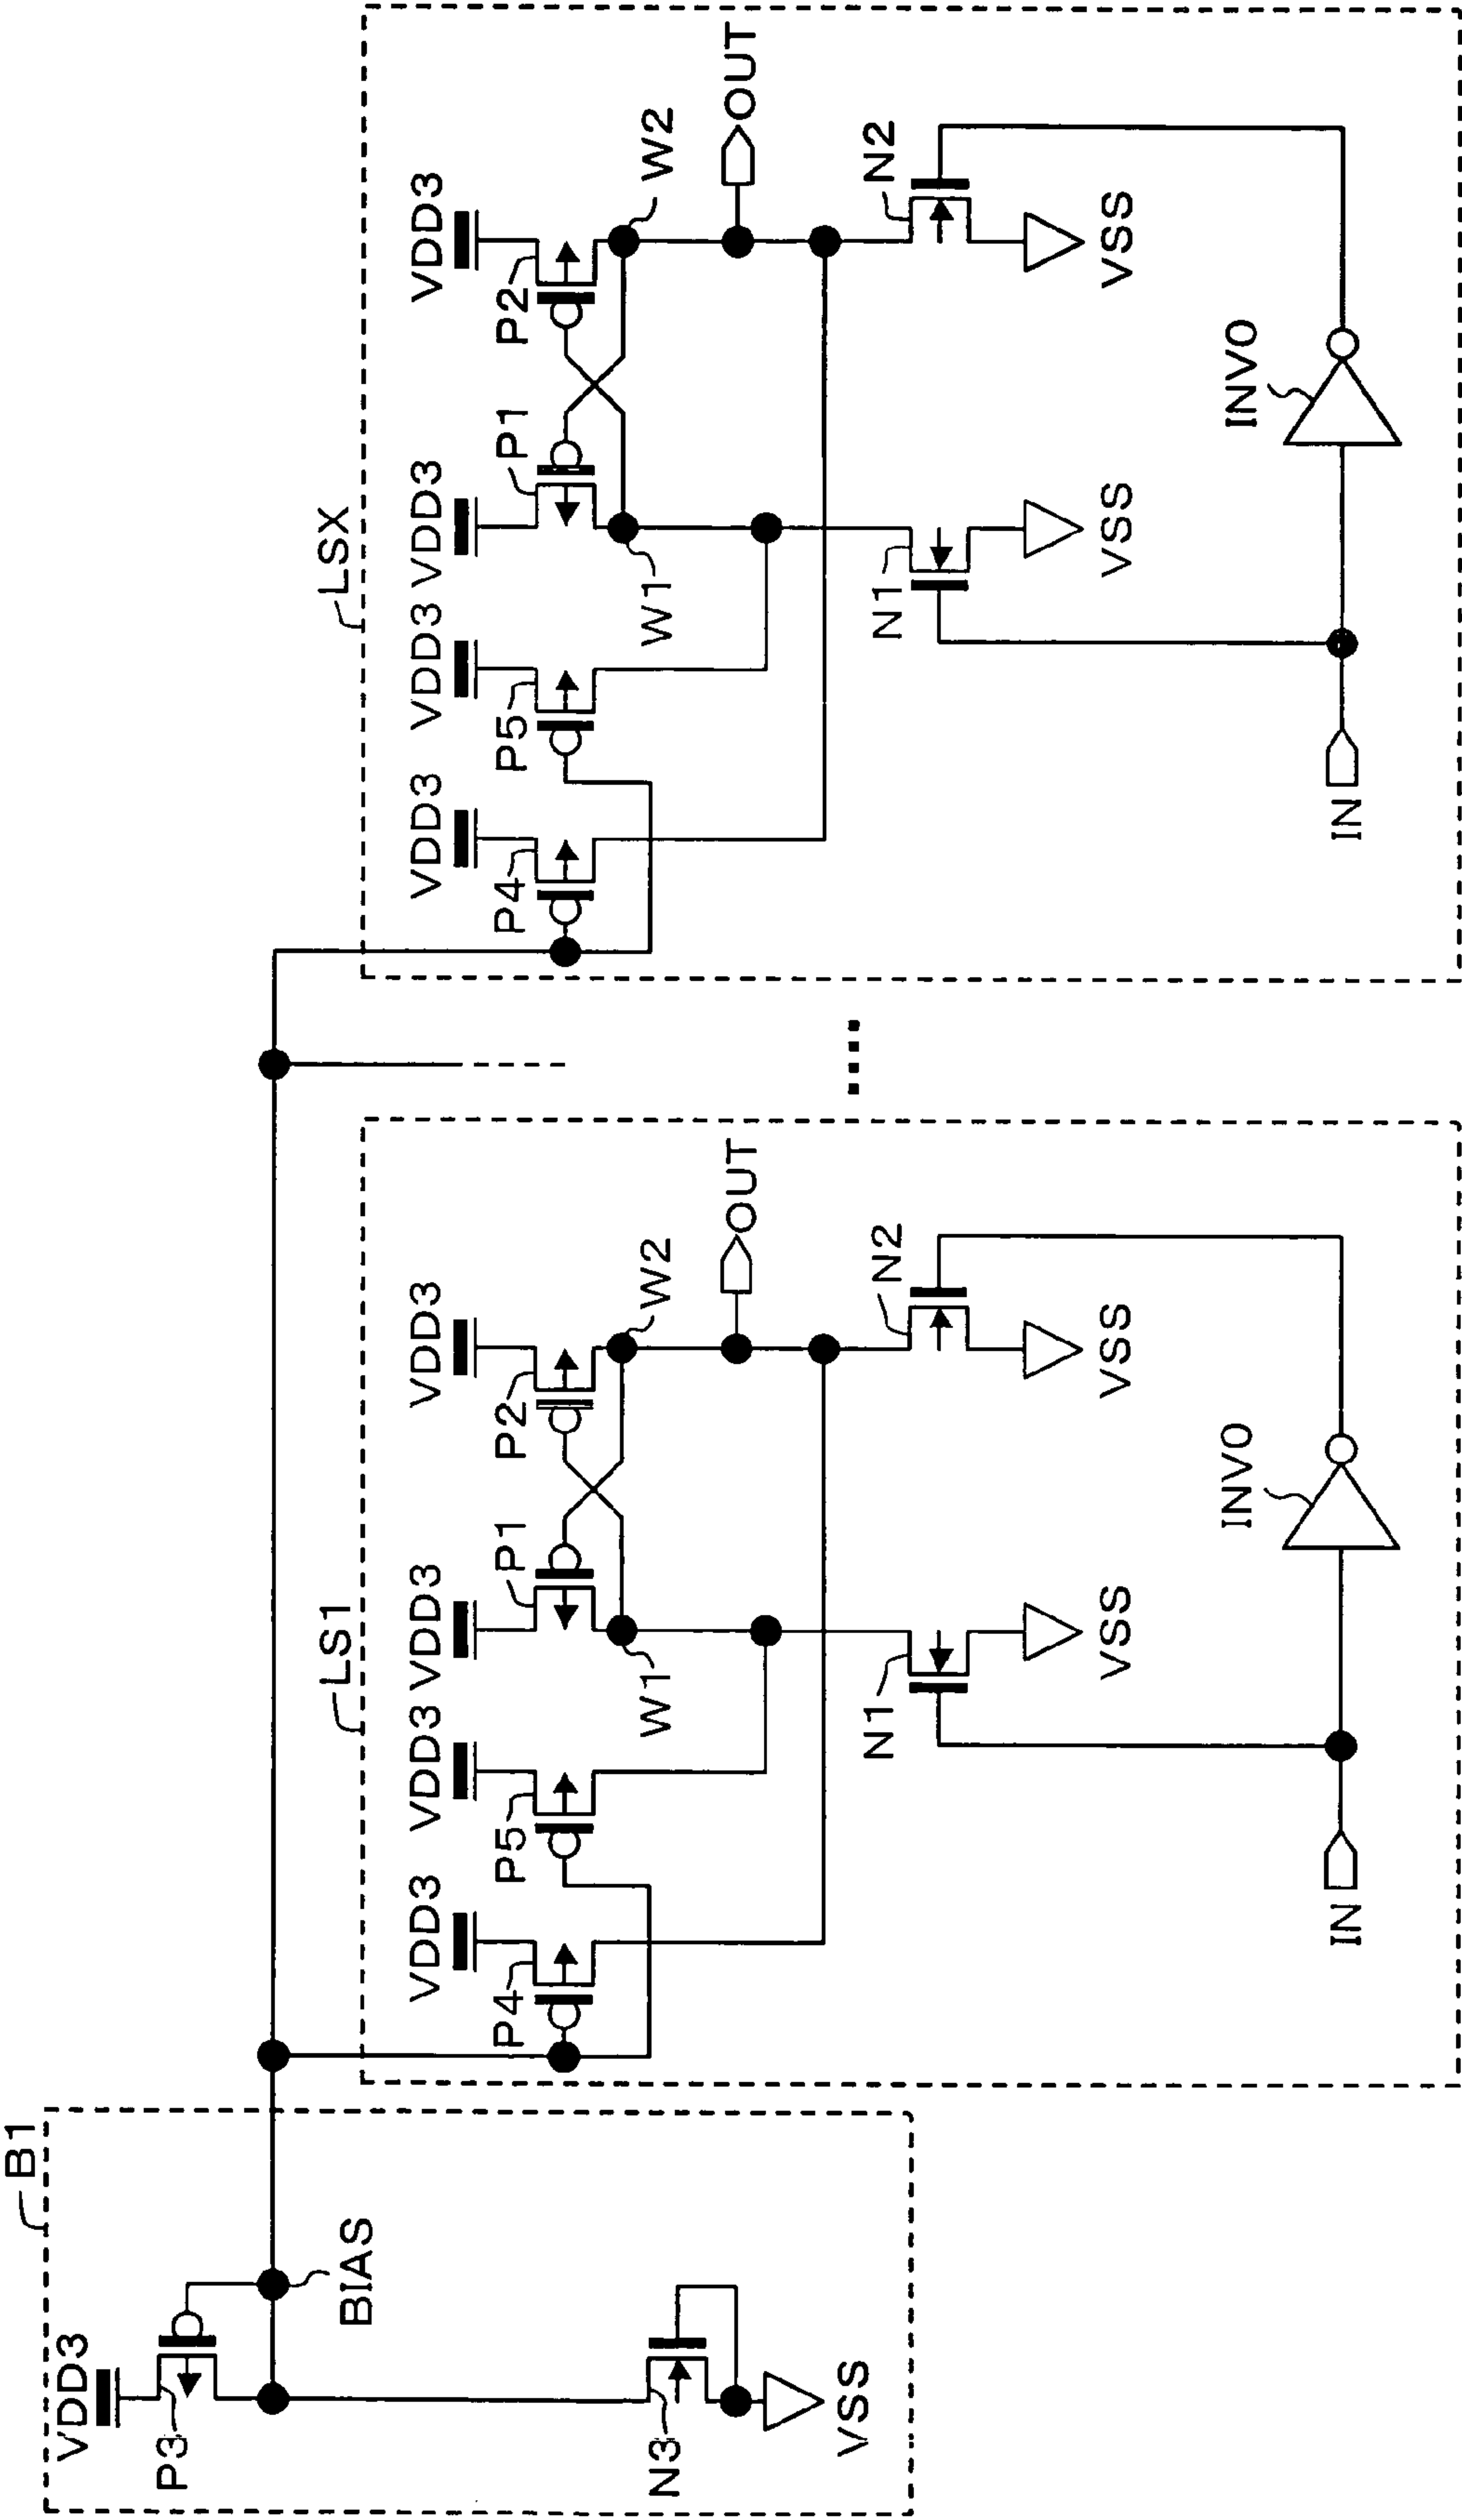 B1
VDD3
P3
BIAS
N3
VSS
LS1
VDD3
VDD3
VDD3
VDD3
P4
P5
P1
P2
W1
W2
OUT
N1
N2
VSS
VSS
INV0
IN
LSX
VDD3
VDD3
VDD3
VDD3
P4
P5
P1
P2
W1
W2
OUT
N1
N2
VSS
VSS
INV0
IN